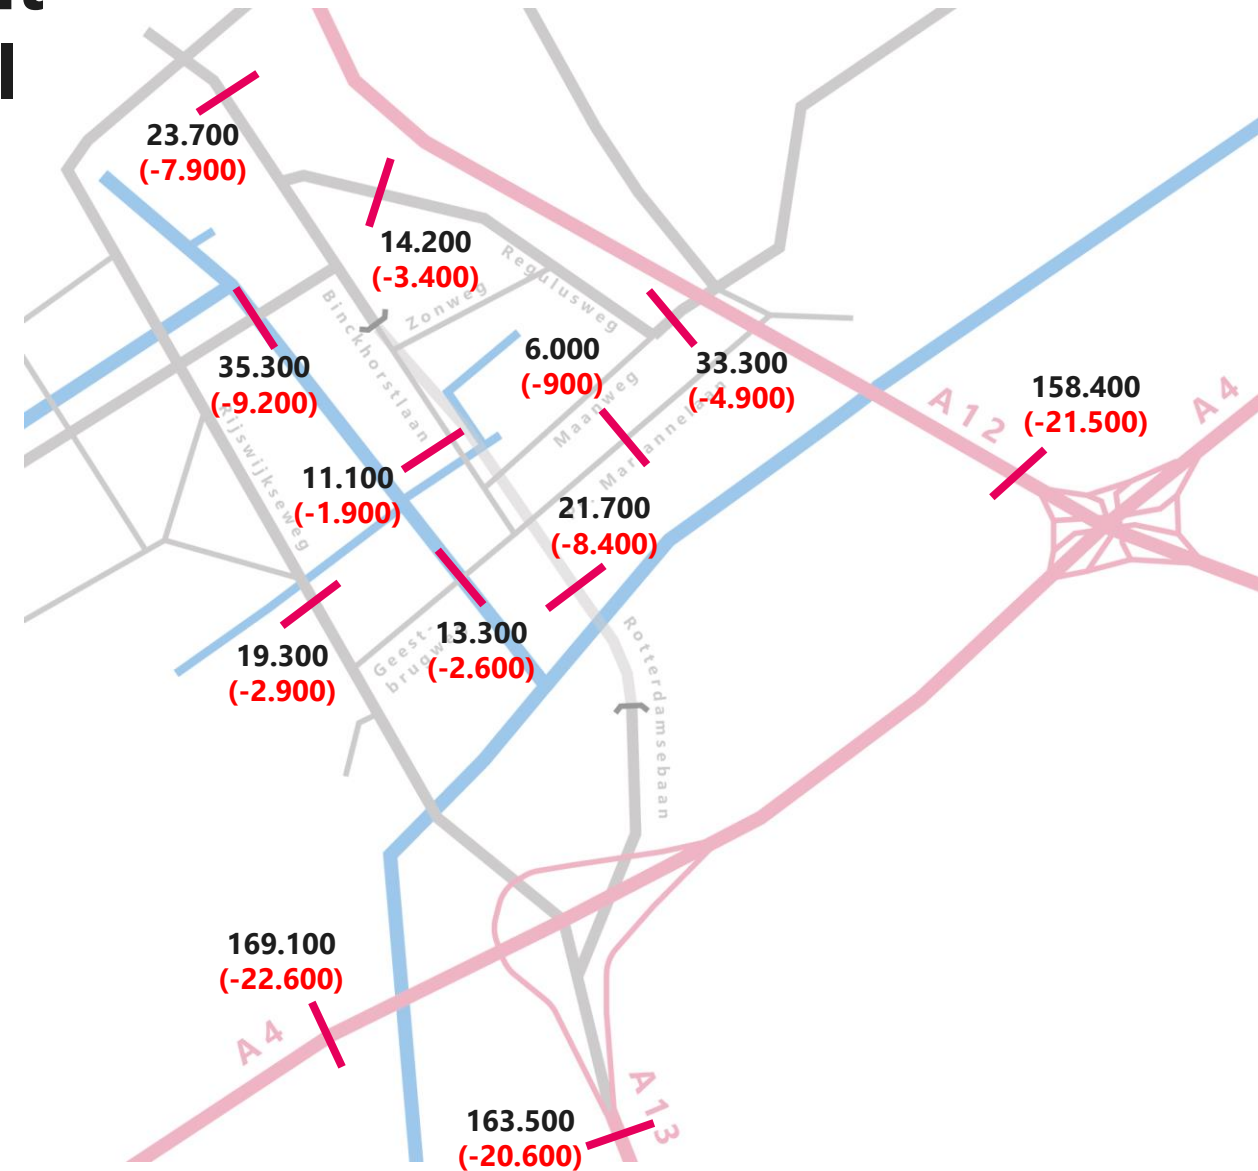 23.700
(-7.900)
14.200
(-3.400)
Regulusweg
Zonweg
Binckhorstlaan
6.000
(-900)
33.300
(-4.900)
35.300
(-9.200)
Maanweg
158.400
(-21.500)
A12
A4
Rijswijkseweg
11.100
(-1.900)
21.700
(-8.400)
13.300
(-2.600)
Geest-
19.300
(-2.900)
Rotterdamsebaan
169.100
(-22.600)
A4
A13
163.500
(-20.600)